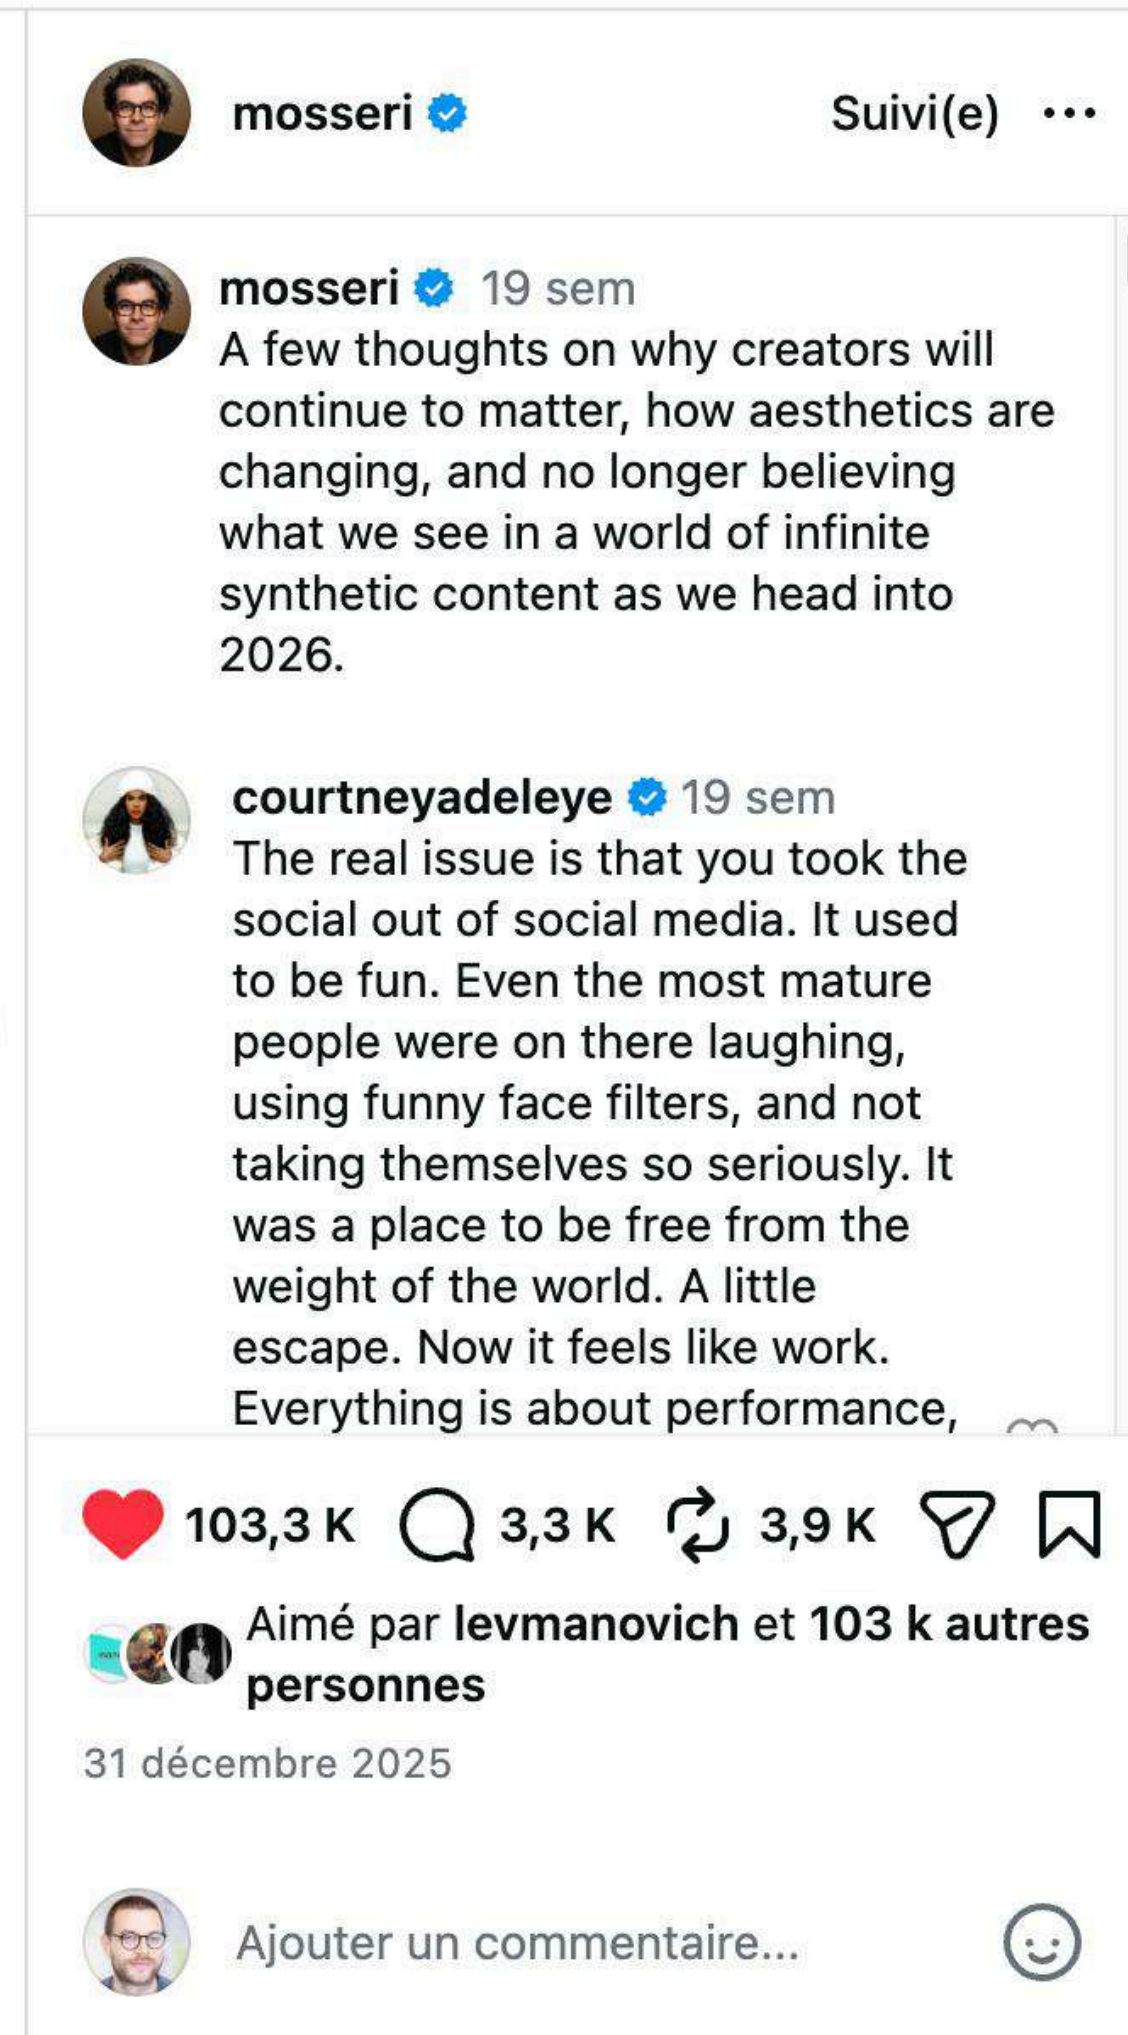 mosseri
Suivi(e)
mosseri 19 sem
A few thoughts on why creators will
continue to matter, how aesthetics are
changing, and no longer believing
what we see in a world of infinite
synthetic content as we head into
2026.
courtneyadeleye 19 sem
The real issue is that you took the
social out of social media. It used
to be fun. Even the most mature
people were on there laughing,
using funny face filters, and not
taking themselves so seriously. It
was a place to be free from the
weight of the world. A little
escape. Now it feels like work.
Everything is about performance,
103,3 K 3,3 K 3,9 K
Aimé par levmanovich et 103 k autres
personnes
31 décembre 2025
Ajouter un commentaire...